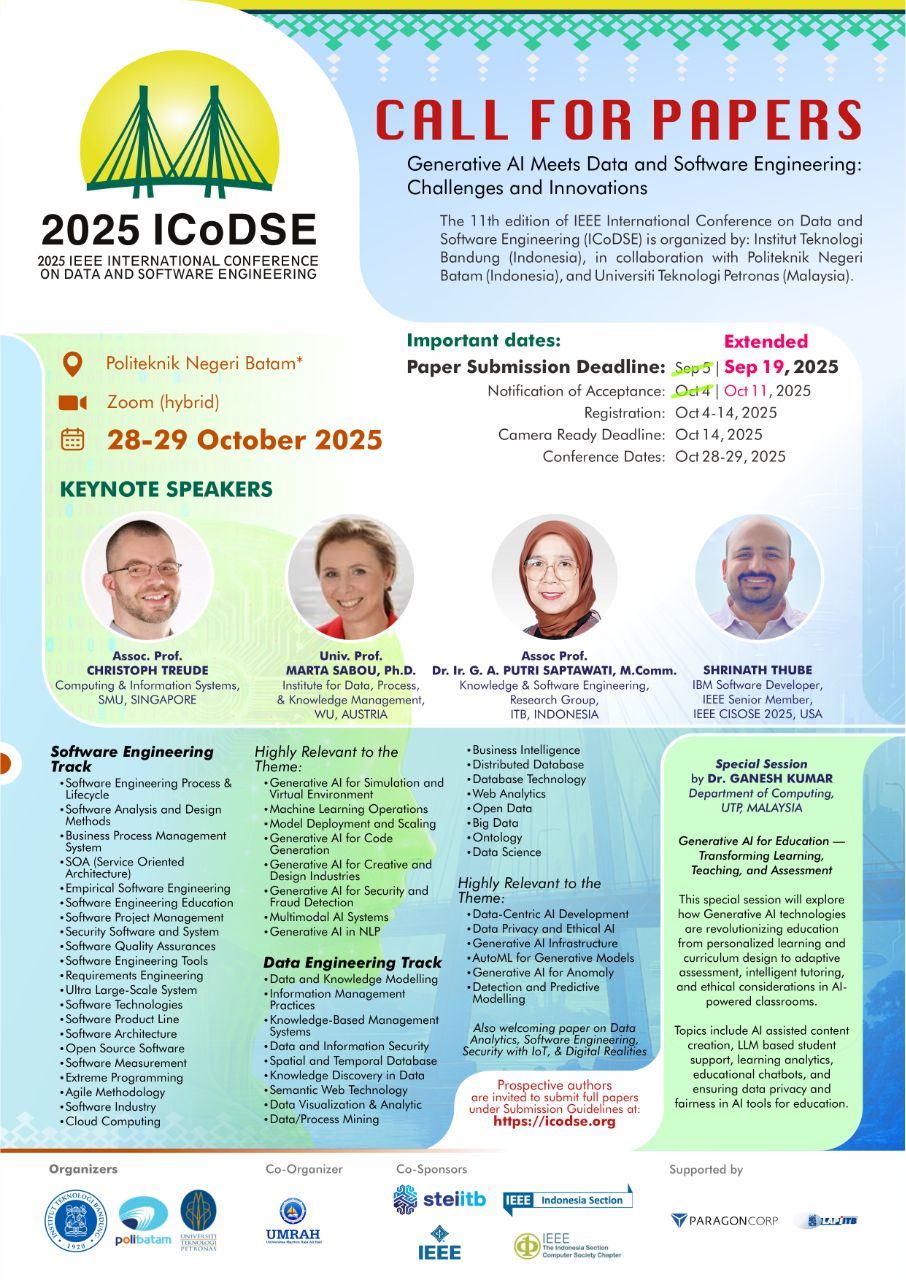 2025 ICoDSE
2025 IEEE INTERNATIONAL CONFERENCE
ON DATA AND SOFTWARE ENGINEERING
CALL FOR PAPERS
Generative AI Meets Data and Software Engineering:
Challenges and Innovations
The 11th edition of IEEE International Conference on Data and
Software Engineering (ICoDSE) is organized by: Institut Teknologi
Bandung (Indonesia), in collaboration with Politeknik Negeri
Batam (Indonesia), and Universiti Teknologi Petronas (Malaysia).
Politeknik Negeri Batam*
Zoom (hybrid)
28-29 October 2025
Important dates:
Extended
Paper Submission Deadline: Sep 5 | Sep 19, 2025
Notification of Acceptance: Oct 4 | Oct 11, 2025
Registration: Oct 4-14, 2025
Camera Ready Deadline: Oct 14, 2025
Conference Dates: Oct 28-29, 2025
KEYNOTE SPEAKERS
Assoc. Prof.
CHRISTOPH TREUDE
Computing & Information Systems,
SMU, SINGAPORE
Univ. Prof.
MARTA SABOU, Ph.D.
Institute for Data, Process,
& Knowledge Management,
WU, AUSTRIA
Assoc Prof.
Dr. Ir. G. A. PUTRI SAPTAWATI, M.Comm.
Knowledge & Software Engineering,
Research Group,
ITB, INDONESIA
SHRINATH THUBE
IBM Software Developer,
IEEE Senior Member,
IEEE CISOSE 2025, USA
Software Engineering
Track
•Software Engineering Process &
Lifecycle
•Software Analysis and Design
Methods
•Business Process Management
System
•SOA (Service Oriented
Architecture)
•Empirical Software Engineering
•Software Engineering Education
•Software Project Management
•Security Software and System
•Software Quality Assurances
•Software Engineering Tools
•Requirements Engineering
•Ultra Large-Scale System
•Software Technologies
•Software Product Line
•Software Architecture
•Open Source Software
•Software Measurement
•Extreme Programming
•Agile Methodology
•Software Industry
•Cloud Computing
Highly Relevant to the
Theme:
•Generative AI for Simulation and
Virtual Environment
•Machine Learning Operations
•Model Deployment and Scaling
•Generative AI for Code
Generation
•Generative AI for Creative and
Design Industries
•Generative AI for Security and
Fraud Detection
•Multimodal AI Systems
•Generative AI in NLP
Data Engineering Track
•Data and Knowledge Modelling
•Information Management
Practices
•Knowledge-Based Management
Systems
•Data and Information Security
•Spatial and Temporal Database
•Knowledge Discovery in Data
•Semantic Web Technology
•Data Visualization & Analytic
•Data/Process Mining
•Business Intelligence
•Distributed Database
•Database Technology
•Web Analytics
•Open Data
•Big Data
•Ontology
•Data Science
Highly Relevant to the
Theme:
•Data-Centric AI Development
•Data Privacy and Ethical AI
•Generative AI Infrastructure
•AutoML for Generative Models
•Generative AI for Anomaly
•Detection and Predictive
Modelling
Also welcoming paper on Data
Analytics, Software Engineering,
Security with IoT, & Digital Realities
Prospective authors
are invited to submit full papers
under Submission Guidelines at:
https://icodse.org
Special Session
by Dr. GANESH KUMAR
Department of Computing,
UTP, MALAYSIA
Generative AI for Education —
Transforming Learning,
Teaching, and Assessment
This special session will explore
how Generative AI technologies
are revolutionizing education
from personalized learning and
curriculum design to adaptive
assessment, intelligent tutoring,
and ethical considerations in AI-
powered classrooms.
Topics include AI assisted content
creation, LLM based student
support, learning analytics,
educational chatbots, and
ensuring data privacy and
fairness in AI tools for education.
Organizers
INSTITUT TEKNOLOGI BANDUNG
1920
polibatam
UNIVERSITI
TEKNOLOGI
PETRONAS
Co-Organizer
UMRAH
Co-Sponsors
steiitb
IEEE Indonesia Section
IEEE
IEEE
The Indonesia Section
Computer Society Chapter
Supported by
PARAGONCORP
LAPI ITB